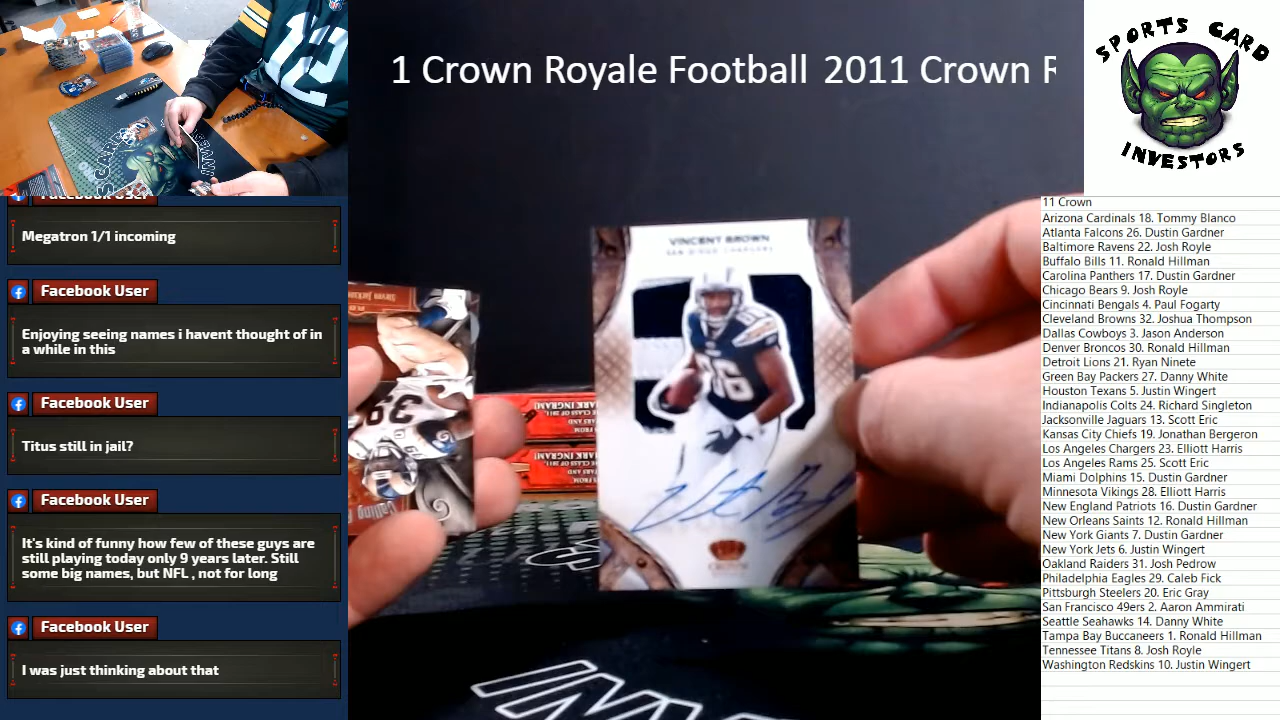 1 Crown Royale Football 2011 Crown R
SPORTS CARD
INVESTORS
12
Facebook User
Megatron 1/1 incoming
Facebook User
Enjoying seeing names i havent thought of in
a while in this
Facebook User
Titus still in jail?
Facebook User
It's kind of funny how few of these guys are
still playing today only 9 years later. Still
some big names, but NFL , not for long
Facebook User
I was just thinking about that
VINCENT BROWN
SAN DIEGO CHARGERS
86
CROWN
Steven Jackson
39
MARK INGRAM!
MARK INGRAM!
11 Crown
Arizona Cardinals 18. Tommy Blanco
Atlanta Falcons 26. Dustin Gardner
Baltimore Ravens 22. Josh Royle
Buffalo Bills 11. Ronald Hillman
Carolina Panthers 17. Dustin Gardner
Chicago Bears 9. Josh Royle
Cincinnati Bengals 4. Paul Fogarty
Cleveland Browns 32. Joshua Thompson
Dallas Cowboys 3. Jason Anderson
Denver Broncos 30. Ronald Hillman
Detroit Lions 21. Ryan Ninete
Green Bay Packers 27. Danny White
Houston Texans 5. Justin Wingert
Indianapolis Colts 24. Richard Singleton
Jacksonville Jaguars 13. Scott Eric
Kansas City Chiefs 19. Jonathan Bergeron
Los Angeles Chargers 23. Elliott Harris
Los Angeles Rams 25. Scott Eric
Miami Dolphins 15. Dustin Gardner
Minnesota Vikings 28. Elliott Harris
New England Patriots 16. Dustin Gardner
New Orleans Saints 12. Ronald Hillman
New York Giants 7. Dustin Gardner
New York Jets 6. Justin Wingert
Oakland Raiders 31. Josh Pedrow
Philadelphia Eagles 29. Caleb Fick
Pittsburgh Steelers 20. Eric Gray
San Francisco 49ers 2. Aaron Ammirati
Seattle Seahawks 14. Danny White
Tampa Bay Buccaneers 1. Ronald Hillman
Tennessee Titans 8. Josh Royle
Washington Redskins 10. Justin Wingert